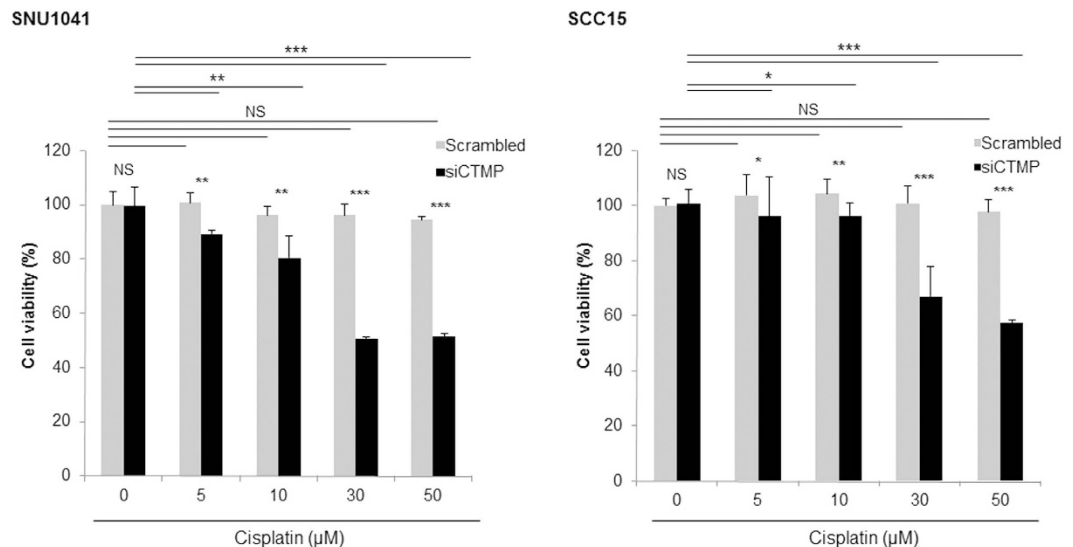 SNU1041
***
**
NS
Scrambled
siCTMP
120
100
80
60
40
20
0
Cell viability (%)
NS
**
**
***
***
0 5 10 30 50
Cisplatin (µM)
SCC15
***
*
NS
Scrambled
siCTMP
120
100
80
60
40
20
0
Cell viability (%)
NS
*
**
***
***
0 5 10 30 50
Cisplatin (µM)